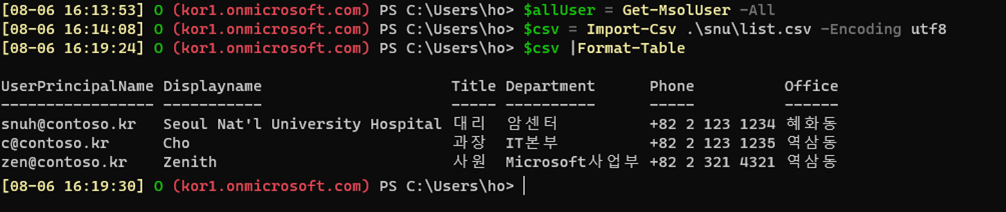 [08-06 16:13:53] O (kor1.onmicrosoft.com) PS C:\Users\ho> $allUser = Get-MsolUser -All
[08-06 16:14:08] O (kor1.onmicrosoft.com) PS C:\Users\ho> $csv = Import-Csv .\snu\list.csv -Encoding utf8
[08-06 16:19:24] O (kor1.onmicrosoft.com) PS C:\Users\ho> $csv |Format-Table
UserPrincipalName Displayname Title Department Phone Office
----------------- ----------- ----- ---------- ----- ------
snuh@contoso.kr Seoul Nat'l University Hospital 대리 암센터 +82 2 123 1234 혜화동
c@contoso.kr Cho 과장 IT본부 +82 2 123 1235 역삼동
zen@contoso.kr Zenith 사원 Microsoft사업부 +82 2 321 4321 역삼동
[08-06 16:19:30] O (kor1.onmicrosoft.com) PS C:\Users\ho>